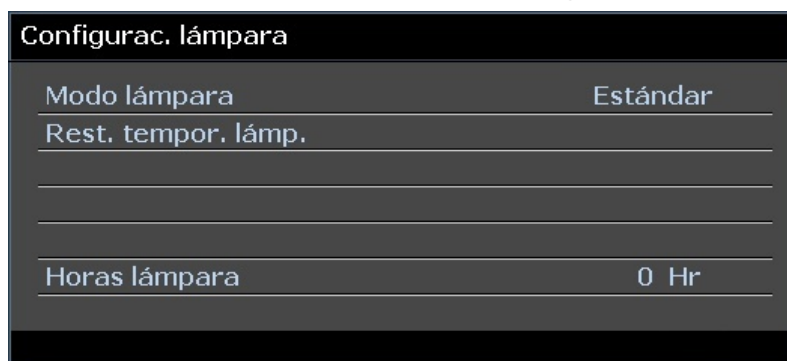 Configurac. lámpara
Modo lámpara Estándar
Rest. tempor. lámp.
Horas lámpara 0 Hr